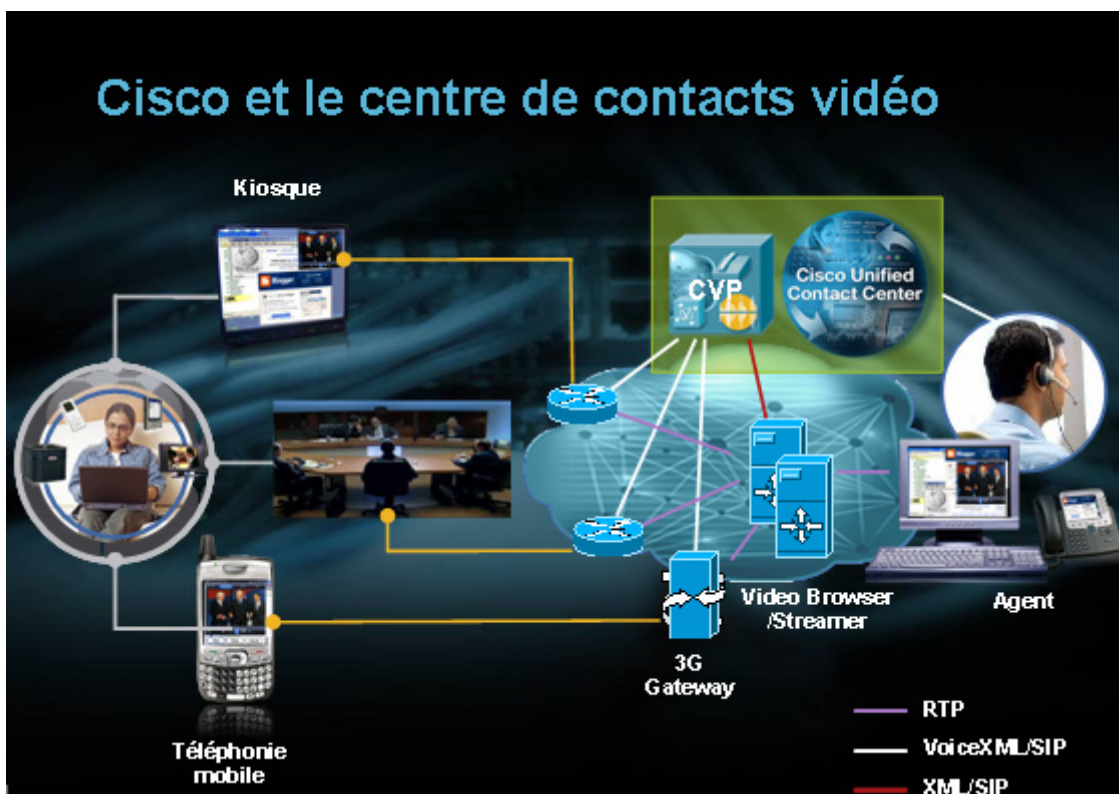 Cisco et le centre de contacts vidéo
Kiosque
CVP
Cisco Unified
Contact Center
Video Browser
/Streamer
Agent
3G
Gateway
Téléphonie
mobile
RTP
VoiceXML/SIP
XML/SIP